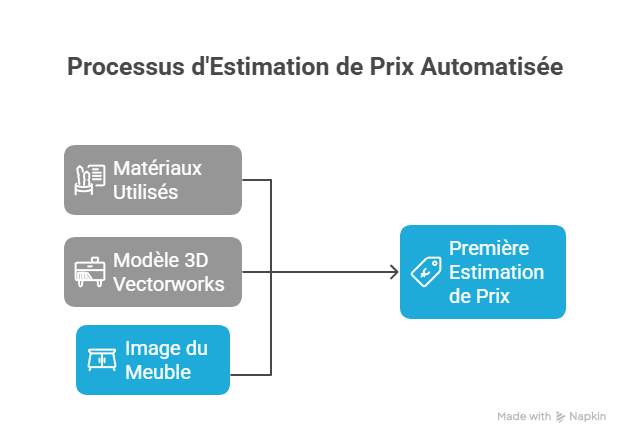 Processus d'Estimation de Prix Automatisée
Matériaux
Utilisés
Modèle 3D
Vectorworks
Image du
Meuble
Première
Estimation
de Prix
Made with Napkin